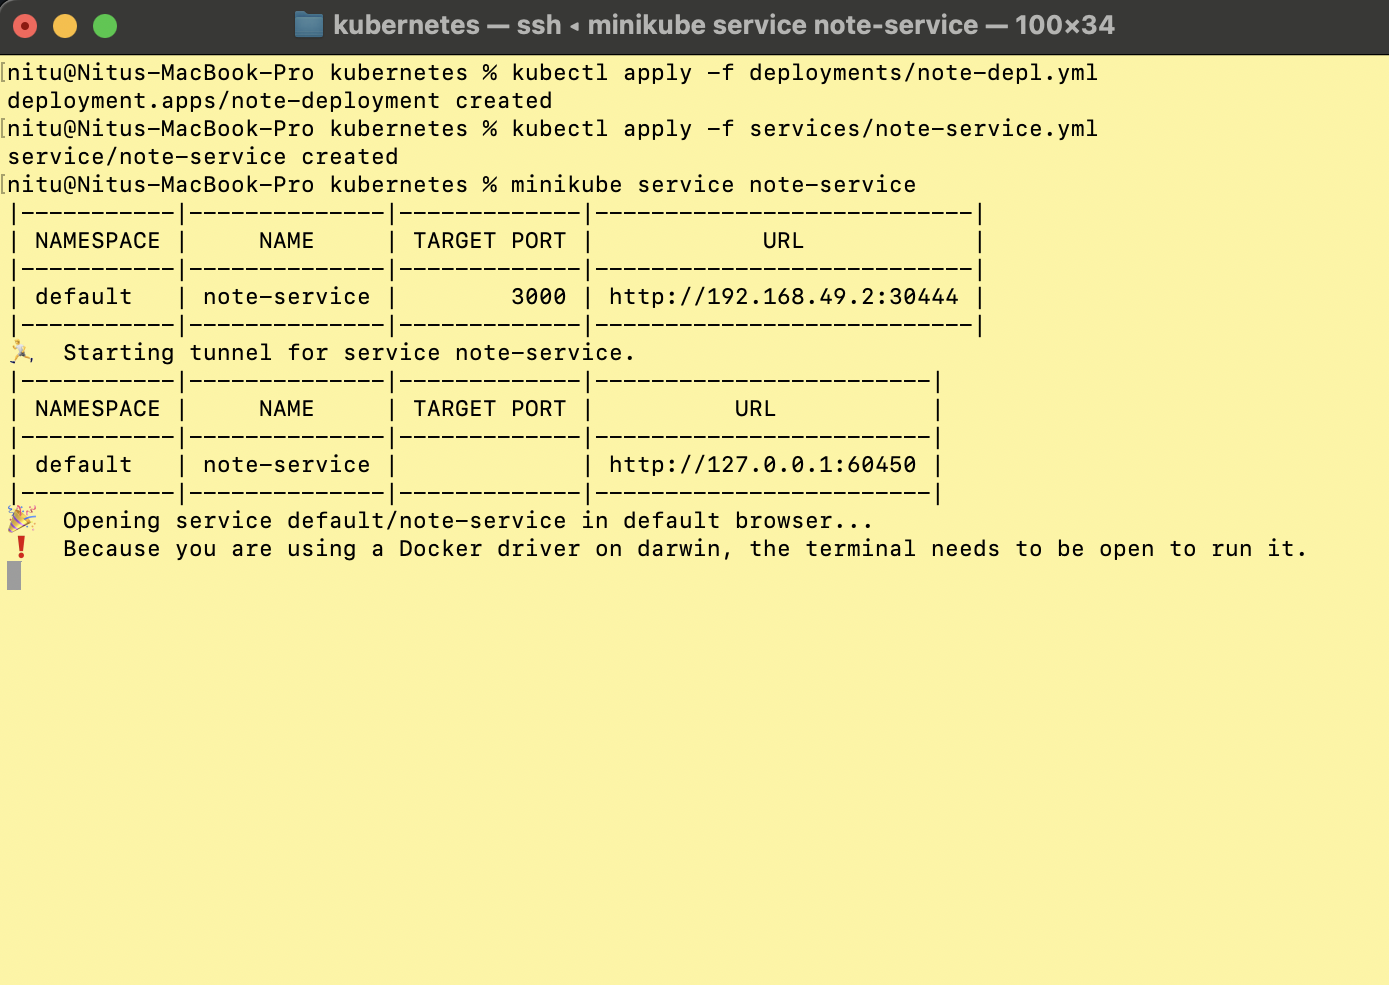 kubernetes — ssh ◂ minikube service note-service — 100×34
[nitu@Nitus-MacBook-Pro kubernetes % kubectl apply -f deployments/note-depl.yml
deployment.apps/note-deployment created
[nitu@Nitus-MacBook-Pro kubernetes % kubectl apply -f services/note-service.yml
service/note-service created
[nitu@Nitus-MacBook-Pro kubernetes % minikube service note-service
|-----------|--------------|-------------|---------------------------|
| NAMESPACE |     NAME     | TARGET PORT |            URL            |
|-----------|--------------|-------------|---------------------------|
| default   | note-service |        3000 | http://192.168.49.2:30444 |
|-----------|--------------|-------------|---------------------------|
🏃  Starting tunnel for service note-service.
|-----------|--------------|-------------|------------------------|
| NAMESPACE |     NAME     | TARGET PORT |          URL           |
|-----------|--------------|-------------|------------------------|
| default   | note-service |             | http://127.0.0.1:60450 |
|-----------|--------------|-------------|------------------------|
🎉  Opening service default/note-service in default browser...
❗  Because you are using a Docker driver on darwin, the terminal needs to be open to run it.